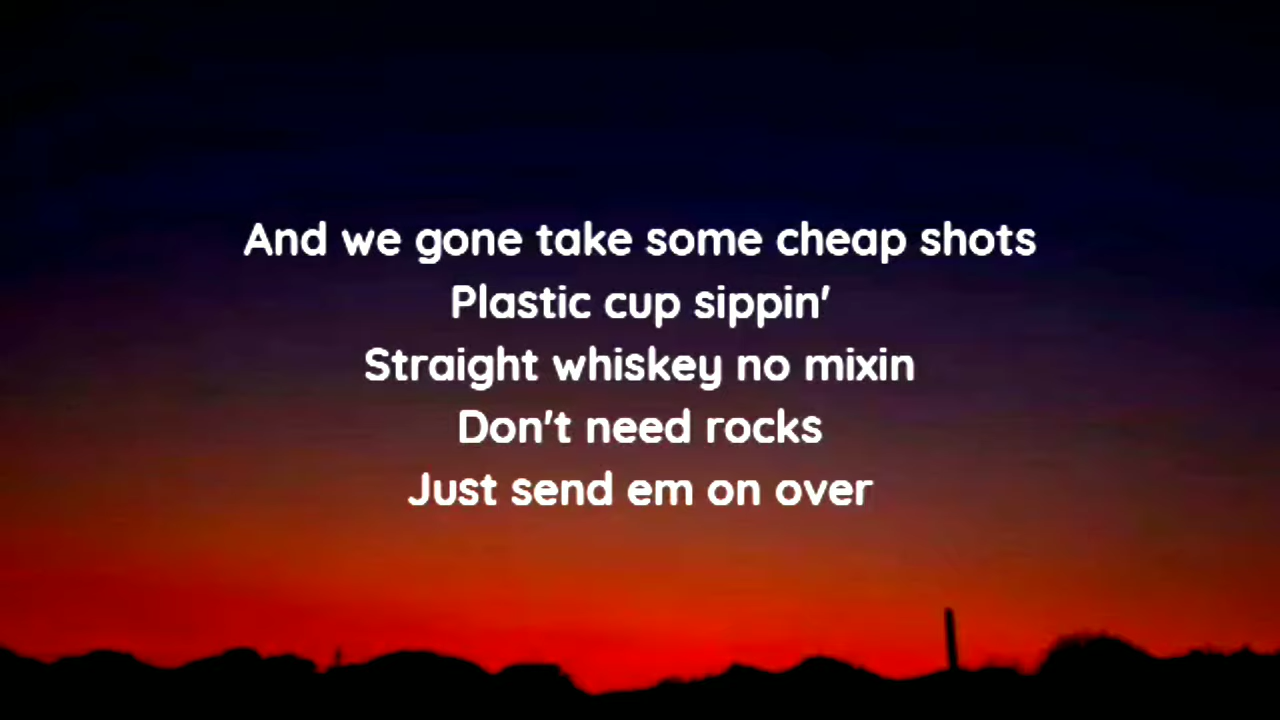 And we gone take some cheap shots
Plastic cup sippin'
Straight whiskey no mixin
Don't need rocks
Just send em on over